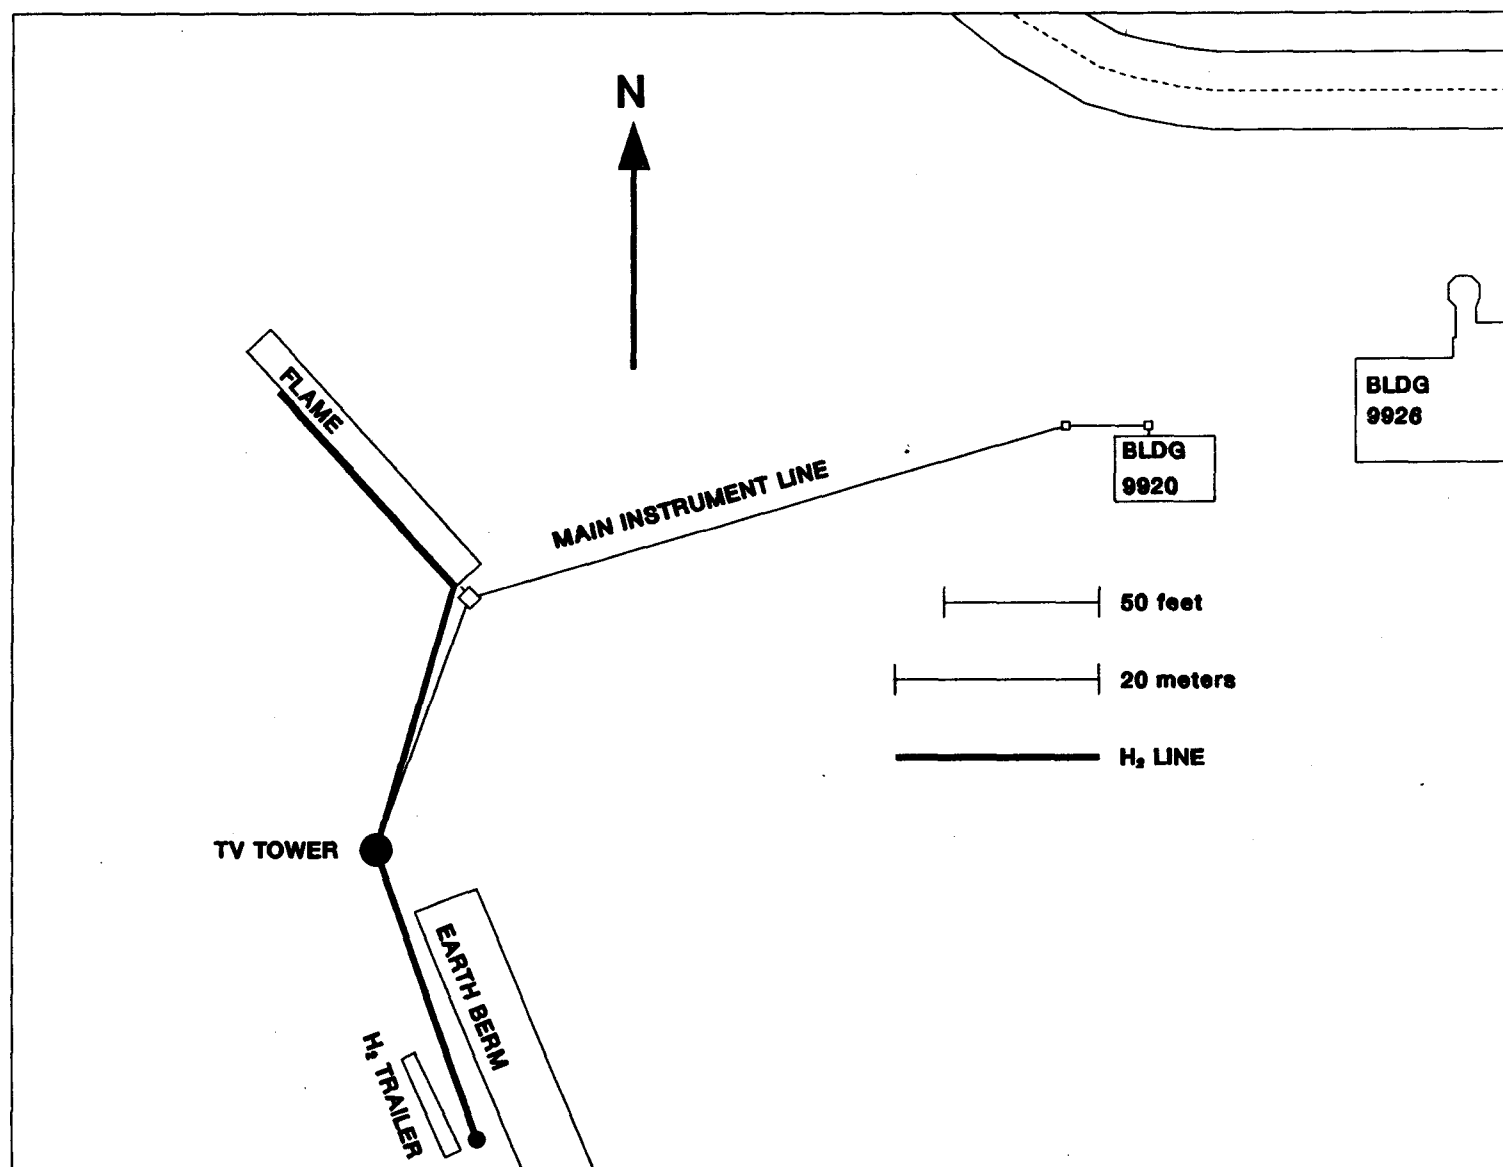 N
FLAME
BLDG
9926
BLDG
9920
MAIN INSTRUMENT LINE
50 feet
20 meters
H₂ LINE
TV TOWER
EARTH BERM
H₂ TRAILER